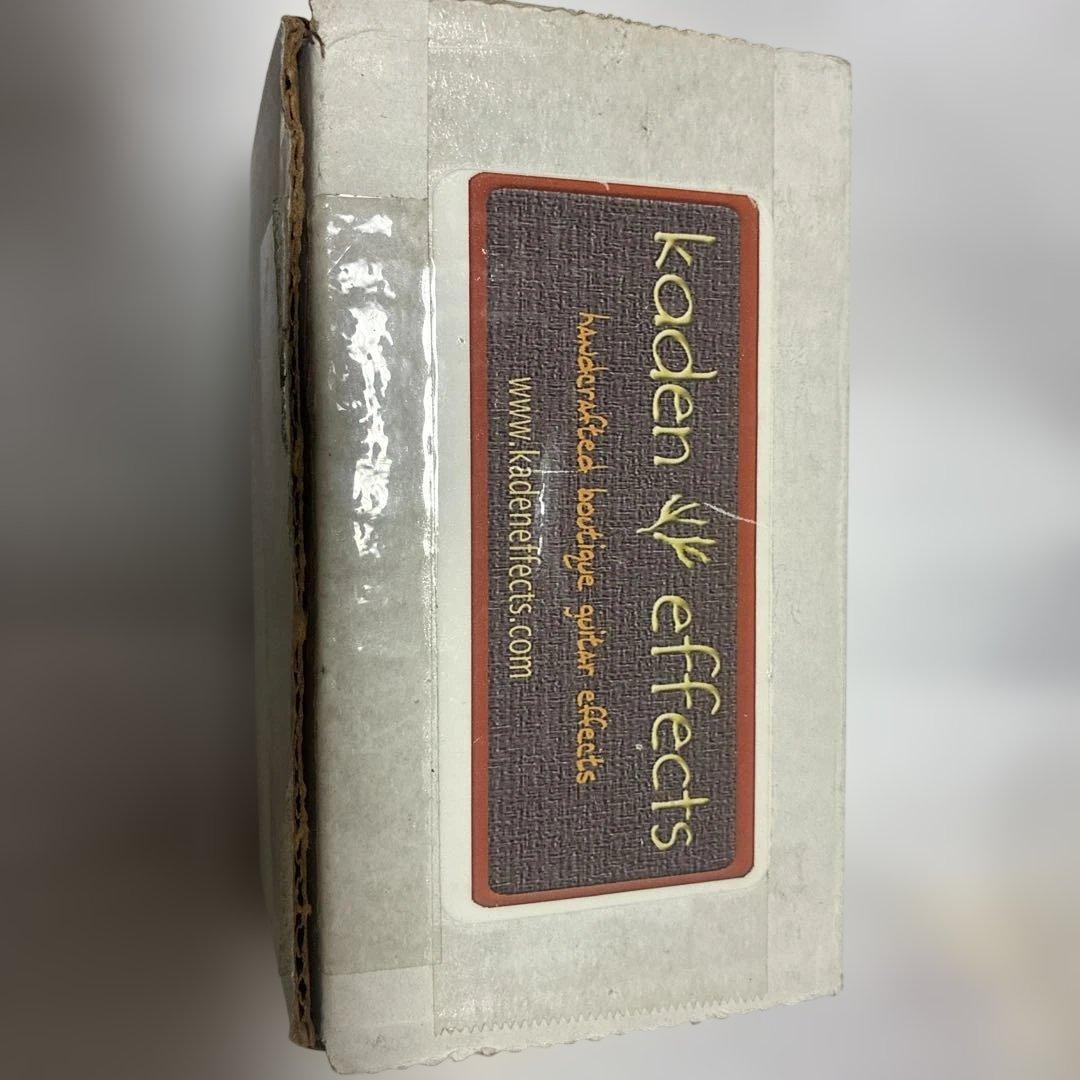 kaden effects
handcrafted boutique guitar effects
www.kadeneffects.com